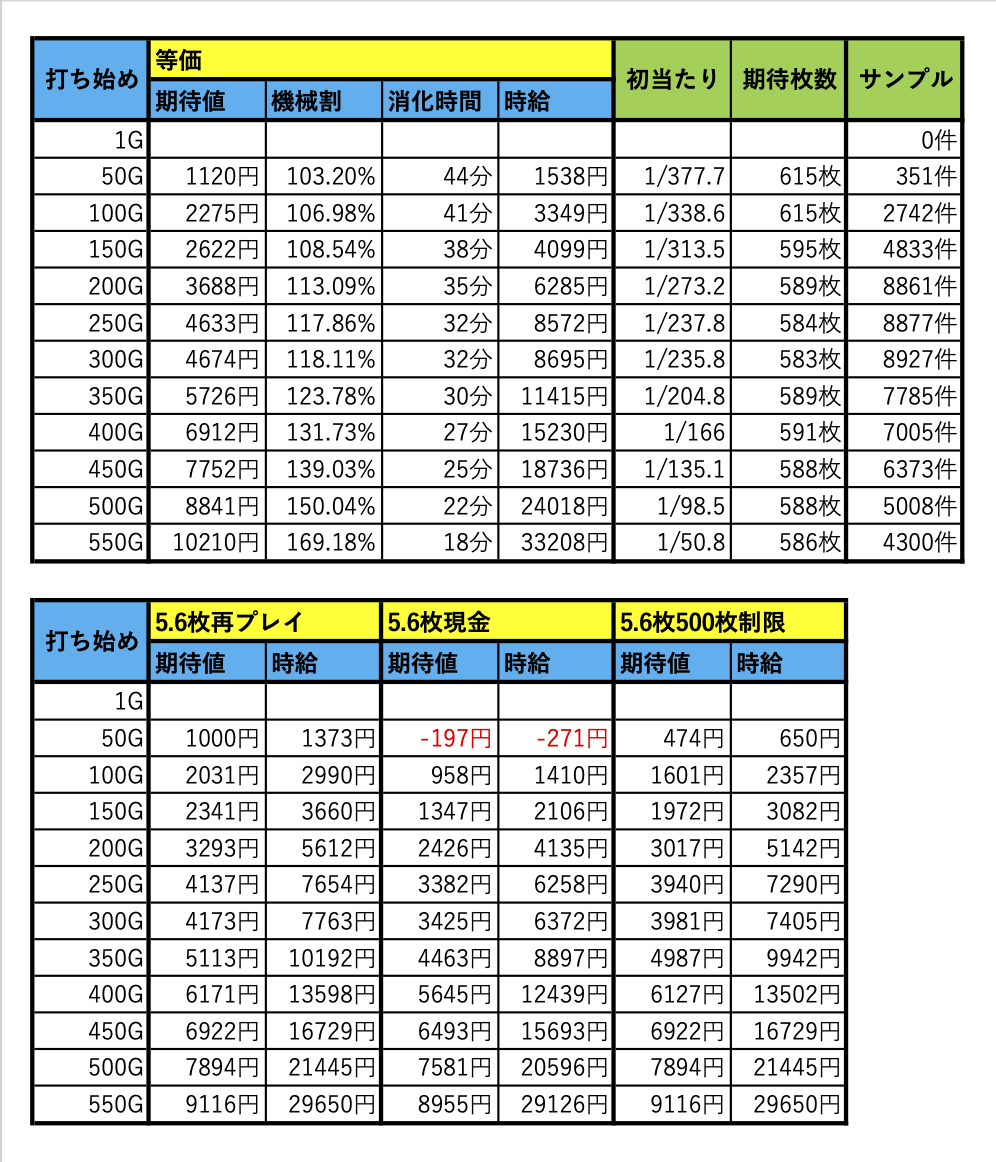 打ち始め 等価 初当たり 期待枚数 サンプル
期待値 機械割 消化時間 時給
1G 0件
50G 1120円 103.20% 44分 1538円 1/377.7 615枚 351件
100G 2275円 106.98% 41分 3349円 1/338.6 615枚 2742件
150G 2622円 108.54% 38分 4099円 1/313.5 595枚 4833件
200G 3688円 113.09% 35分 6285円 1/273.2 589枚 8861件
250G 4633円 117.86% 32分 8572円 1/237.8 584枚 8877件
300G 4674円 118.11% 32分 8695円 1/235.8 583枚 8927件
350G 5726円 123.78% 30分 11415円 1/204.8 589枚 7785件
400G 6912円 131.73% 27分 15230円 1/166 591枚 7005件
450G 7752円 139.03% 25分 18736円 1/135.1 588枚 6373件
500G 8841円 150.04% 22分 24018円 1/98.5 588枚 5008件
550G 10210円 169.18% 18分 33208円 1/50.8 586枚 4300件
打ち始め 5.6枚再プレイ 5.6枚現金 5.6枚500枚制限
期待値 時給 期待値 時給 期待値 時給
1G
50G 1000円 1373円 -197円 -271円 474円 650円
100G 2031円 2990円 958円 1410円 1601円 2357円
150G 2341円 3660円 1347円 2106円 1972円 3082円
200G 3293円 5612円 2426円 4135円 3017円 5142円
250G 4137円 7654円 3382円 6258円 3940円 7290円
300G 4173円 7763円 3425円 6372円 3981円 7405円
350G 5113円 10192円 4463円 8897円 4987円 9942円
400G 6171円 13598円 5645円 12439円 6127円 13502円
450G 6922円 16729円 6493円 15693円 6922円 16729円
500G 7894円 21445円 7581円 20596円 7894円 21445円
550G 9116円 29650円 8955円 29126円 9116円 29650円